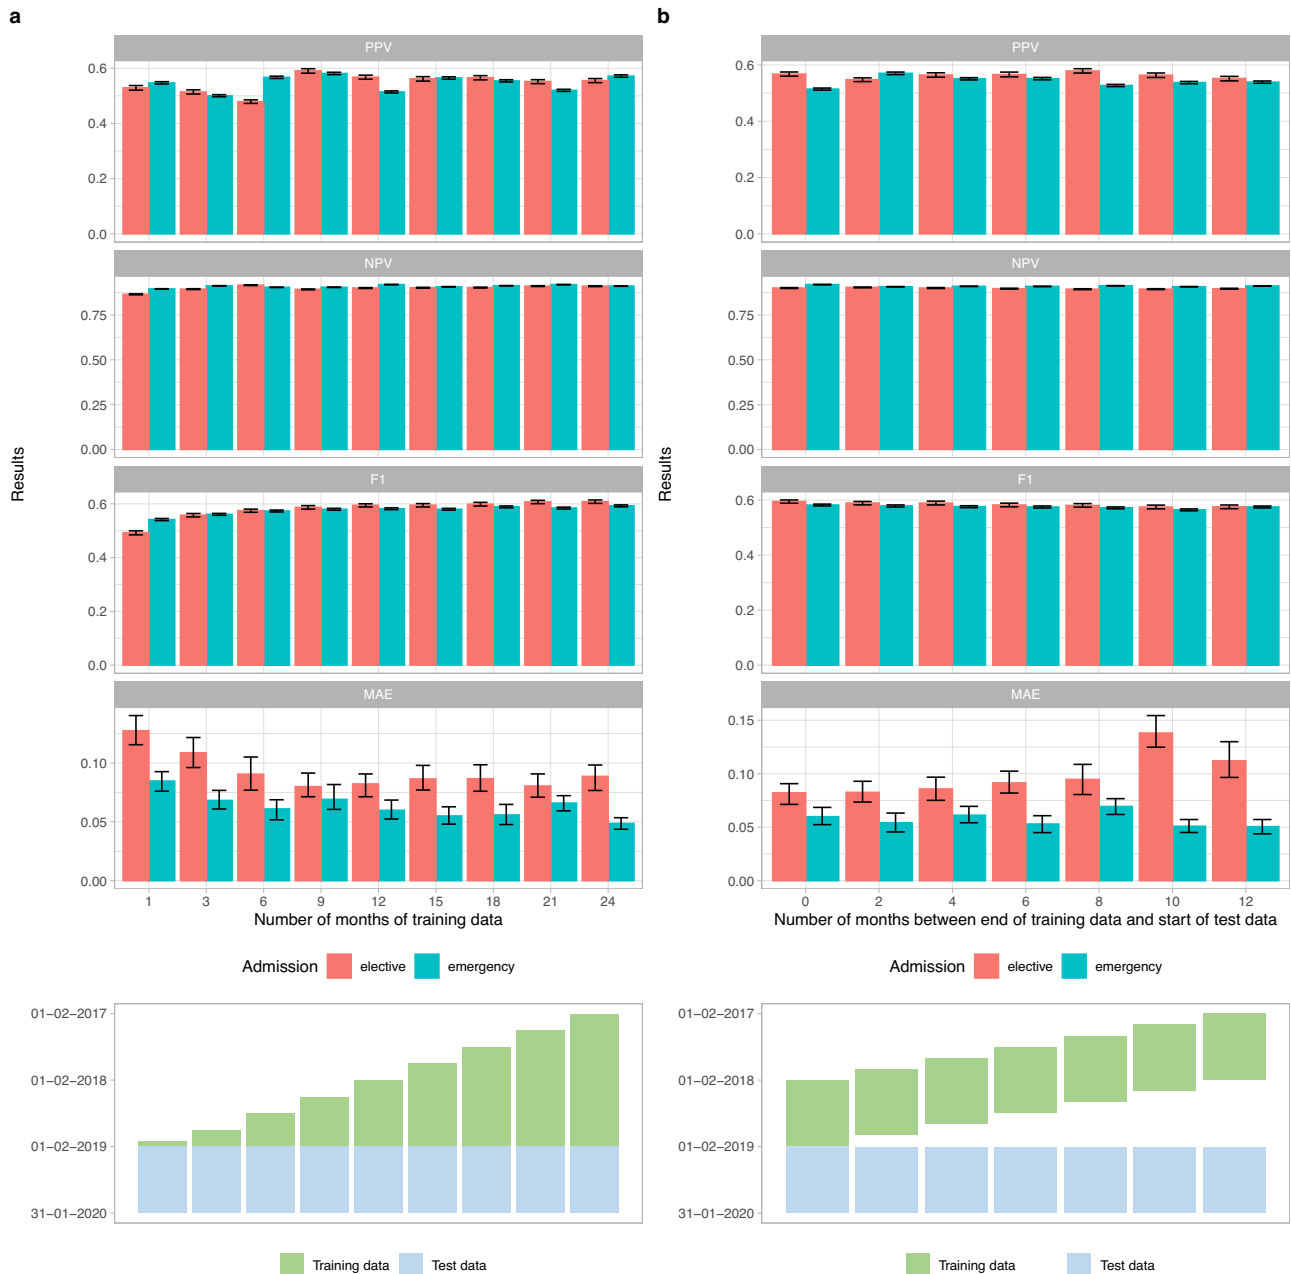 a
PPV
0.6
0.4
0.2
0.0
NPV
0.75
0.50
0.25
0.00
F1
0.6
0.4
0.2
0.0
MAE
0.10
0.05
0.00
Results
1 3 6 9 12 15 18 21 24
Number of months of training data
Admission elective emergency
01−02−2017
01−02−2018
01−02−2019
31−01−2020
Training data Test data
b
PPV
0.6
0.4
0.2
0.0
NPV
0.75
0.50
0.25
0.00
F1
0.6
0.4
0.2
0.0
MAE
0.15
0.10
0.05
0.00
Results
0 2 4 6 8 10 12
Number of months between end of training data and start of test data
Admission elective emergency
01−02−2017
01−02−2018
01−02−2019
31−01−2020
Training data Test data